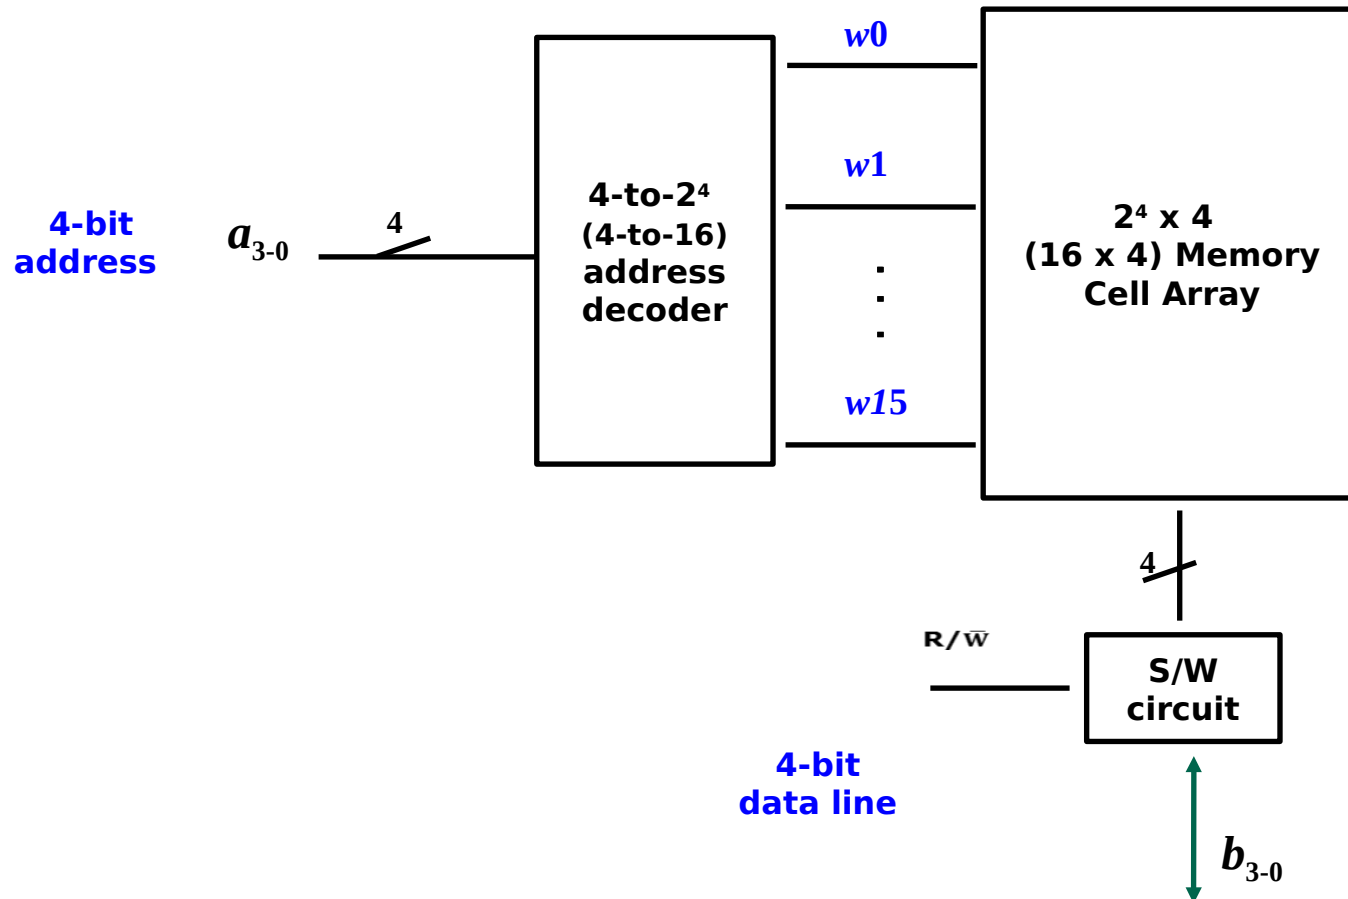 w0
w1
4-bit
address
a3-0
4
4-to-2⁴
(4-to-16)
address
decoder
2⁴ x 4
(16 x 4) Memory
Cell Array
w15
4
R/w̅
S/W
circuit
4-bit
data line
b3-0